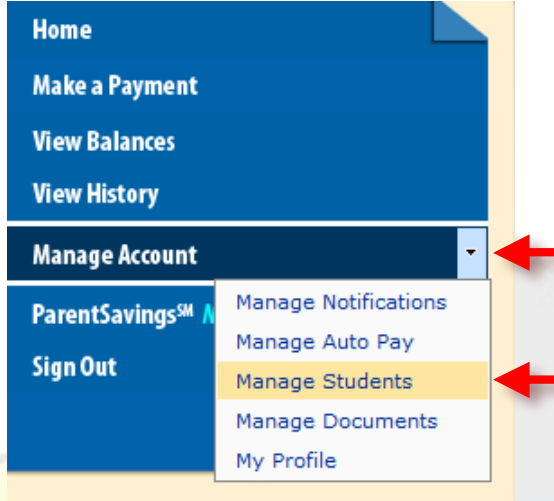 Home
Make a Payment
View Balances
View History
Manage Account
ParentSavings℠
Sign Out
Manage Notifications
Manage Auto Pay
Manage Students
Manage Documents
My Profile